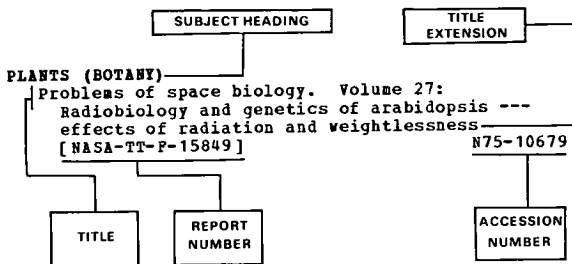 SUBJECT HEADING
TITLE
EXTENSION
PLANTS (BOTANY)
Problems of space biology. Volume 27:
Radiobiology and genetics of arabidopsis ---
effects of radiation and weightlessness
[NASA-TT-F-15849] N75-10679
TITLE
REPORT
NUMBER
ACCESSION
NUMBER